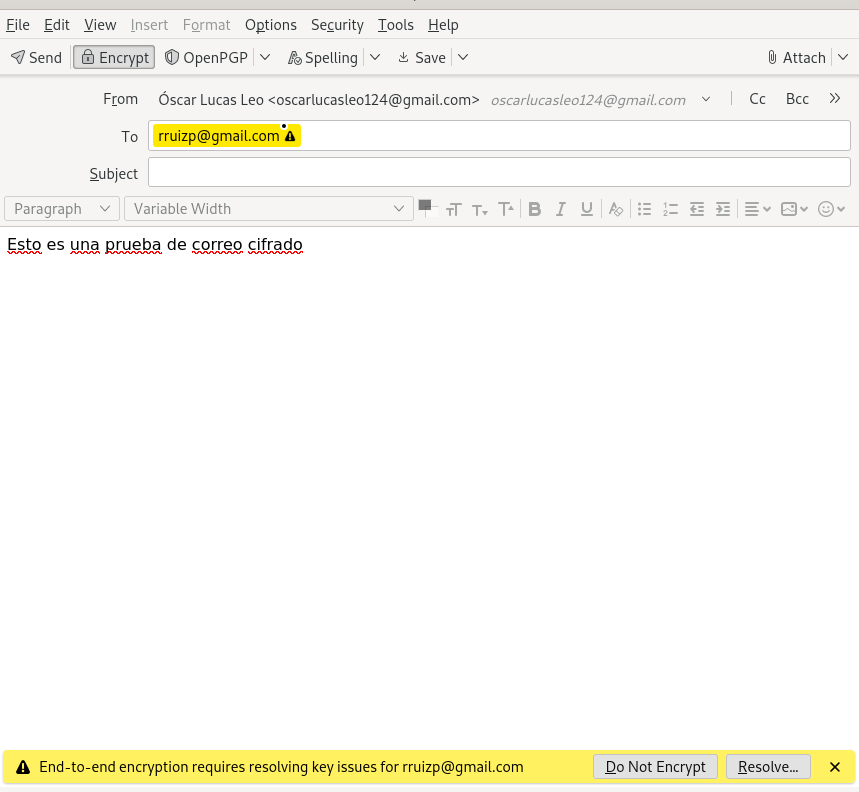 File Edit View Insert Format Options Security Tools Help
Send Encrypt OpenPGP Spelling Save Attach
From Óscar Lucas Leo <oscarlucasleo124@gmail.com> oscarlucasleo124@gmail.com Cc Bcc
To rruizp@gmail.com
Subject
Paragraph Variable Width
Esto es una prueba de correo cifrado
End-to-end encryption requires resolving key issues for rruizp@gmail.com Do Not Encrypt Resolve...